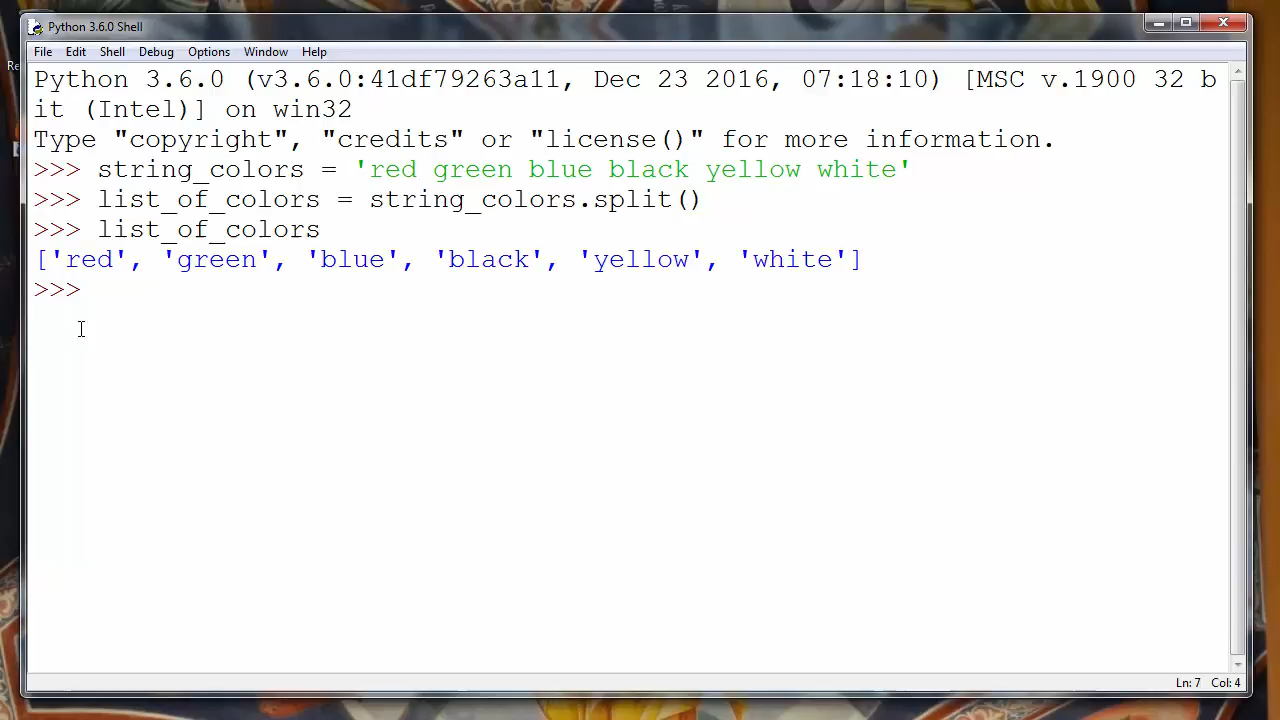 Python 3.6.0 Shell
File Edit Shell Debug Options Window Help
Python 3.6.0 (v3.6.0:41df79263a11, Dec 23 2016, 07:18:10) [MSC v.1900 32 b
it (Intel)] on win32
Type "copyright", "credits" or "license()" for more information.
>>> string_colors = 'red green blue black yellow white'
>>> list_of_colors = string_colors.split()
>>> list_of_colors
['red', 'green', 'blue', 'black', 'yellow', 'white']
>>>
Ln: 7 Col: 4